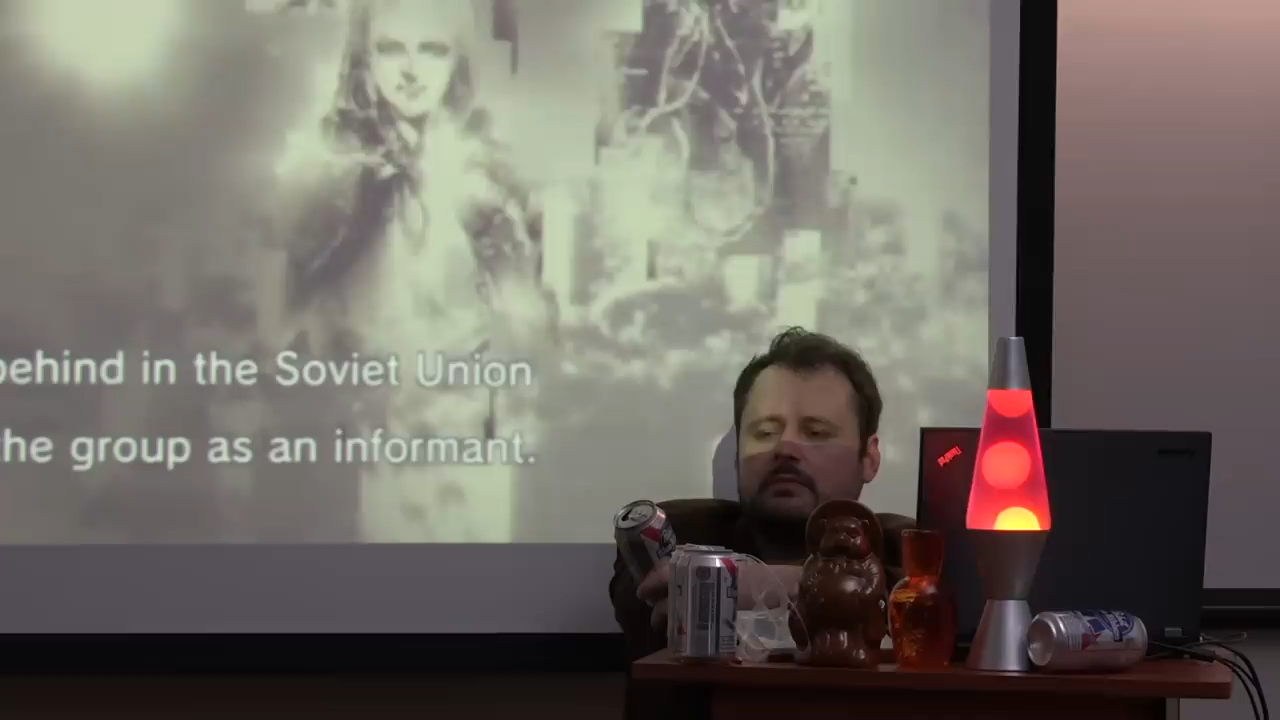 behind in the Soviet Union
the group as an informant.